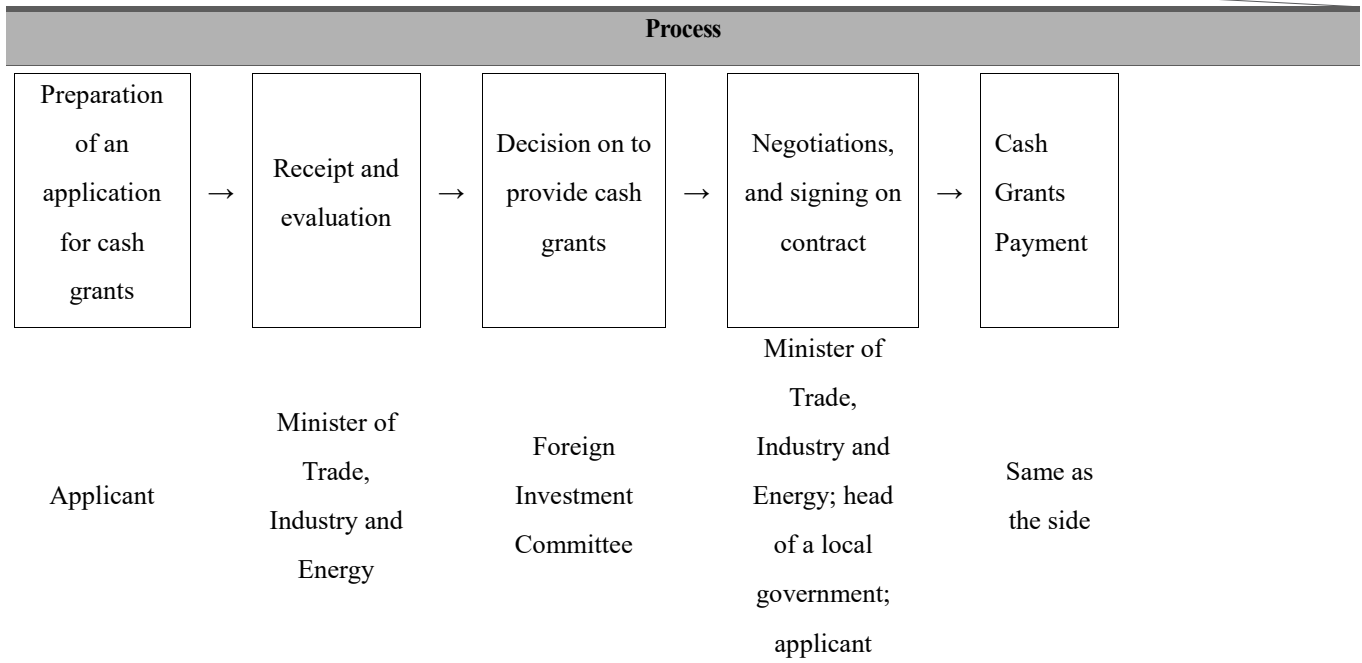 Process
Preparation
of an
application
for cash
grants
→
Receipt and
evaluation
→
Decision on to
provide cash
grants
→
Negotiations,
and signing on
contract
→
Cash
Grants
Payment
Applicant
Minister of
Trade,
Industry and
Energy
Foreign
Investment
Committee
Minister of
Trade,
Industry and
Energy; head
of a local
government;
applicant
Same as
the side